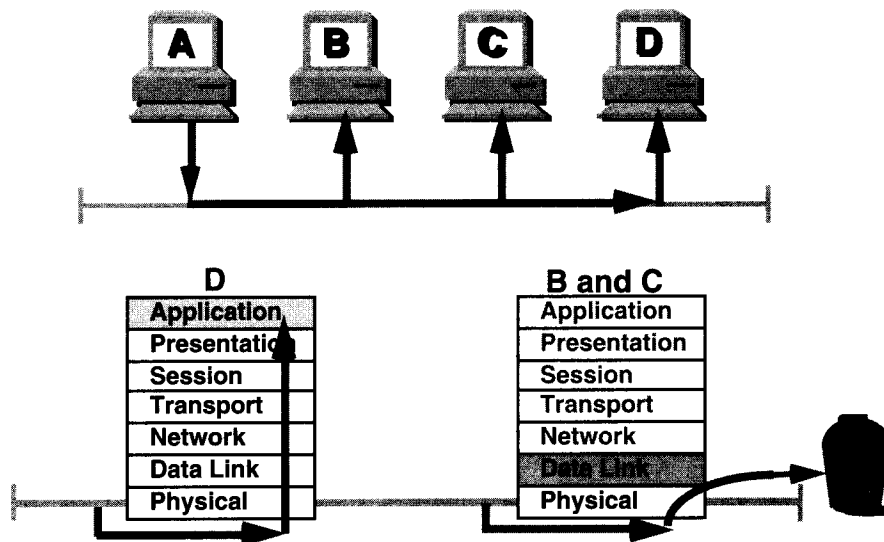 A B C D
D
Application
Presentation
Session
Transport
Network
Data Link
Physical
B and C
Application
Presentation
Session
Transport
Network
Data Link
Physical